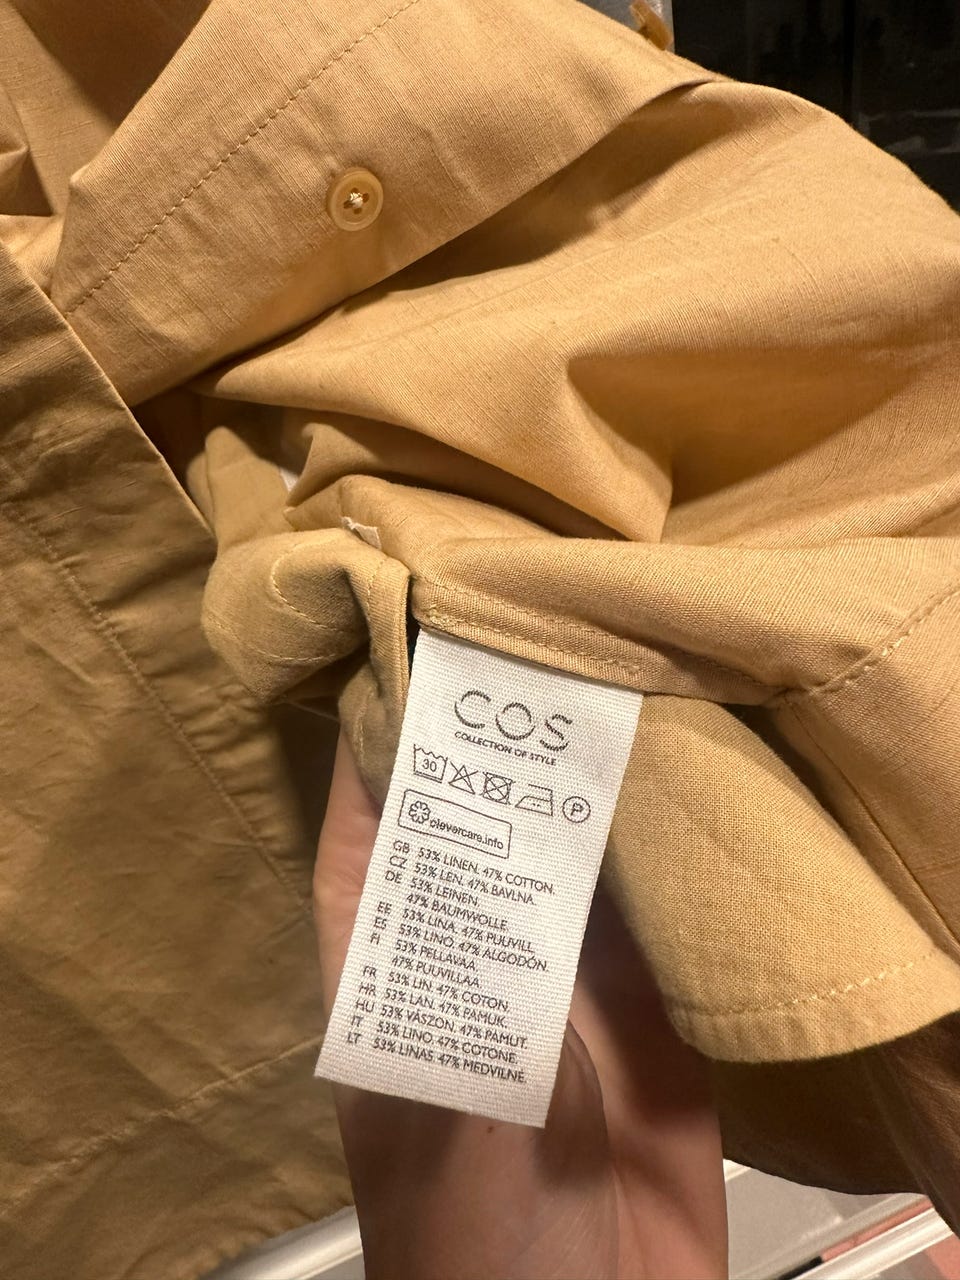 COS
COLLECTION OF STYLE
30 P
clevercare.info
GB 53% LINEN. 47% COTTON.
CZ 53% LEN. 47% BAVLNA.
DE 53% LEINEN.
47% BAUMWOLLE.
EE 53% LINA. 47% PUUVILL.
ES 53% LINO. 47% ALGODÓN.
FI 53% PELLAVAA.
47% PUUVILLAA.
FR 53% LIN. 47% COTON.
HR 53% LAN. 47% PAMUK.
HU 53% VÁSZON. 47% PAMUT.
IT 53% LINO. 47% COTONE.
LT 53% LINAS. 47% MEDVILNĖ.